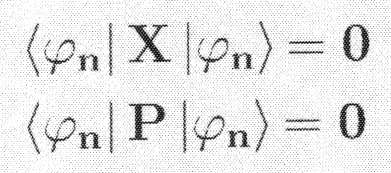 ⟨φₙ| X |φₙ⟩ = 0
⟨φₙ| P |φₙ⟩ = 0